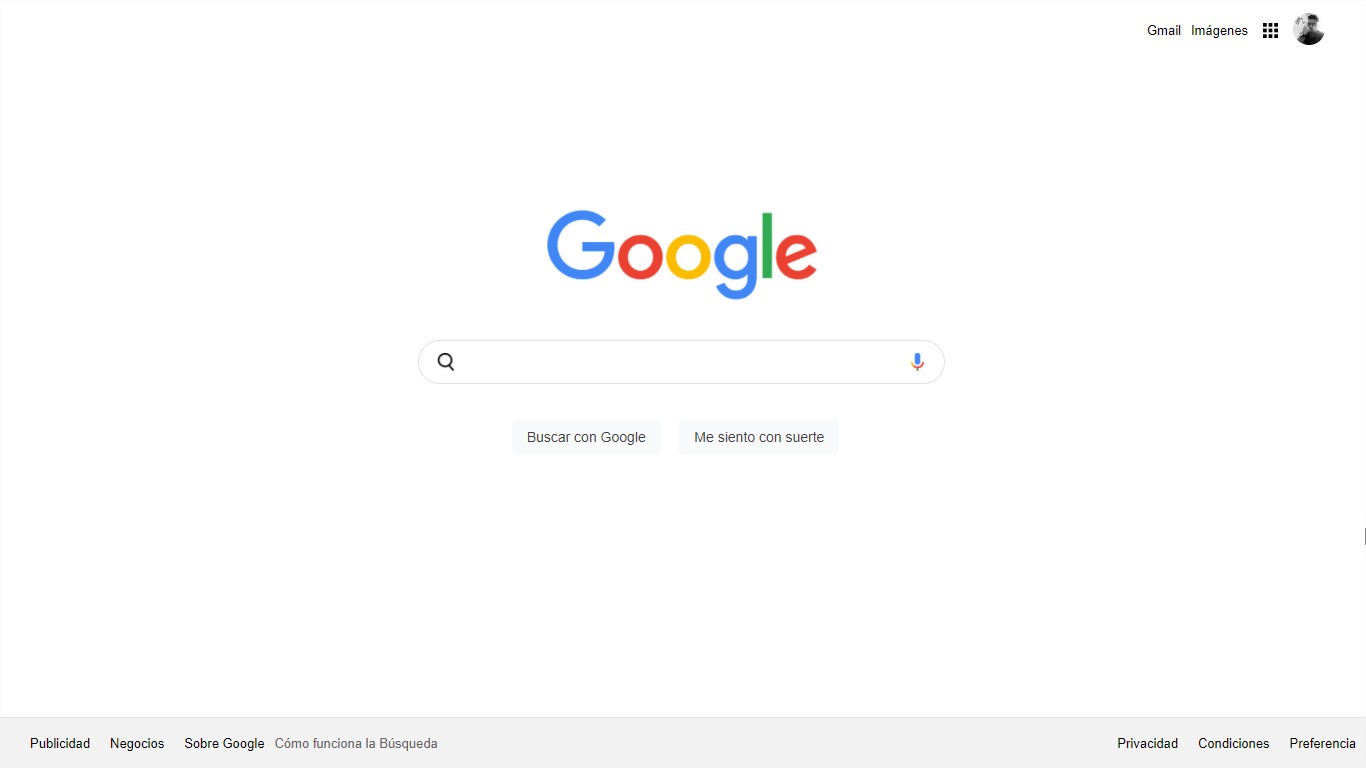 Gmail Imágenes
Google
Buscar con Google Me siento con suerte
Publicidad Negocios Sobre Google Cómo funciona la Búsqueda Privacidad Condiciones Preferencia